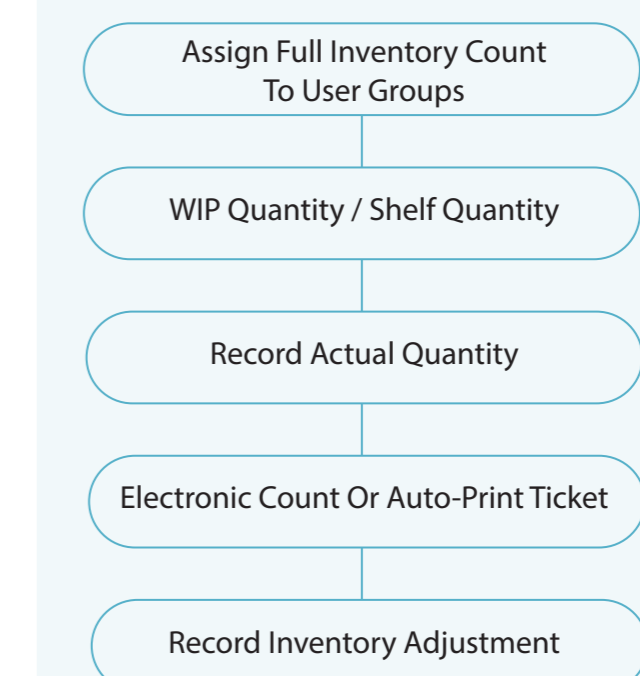 Assign Full Inventory Count
To User Groups
WIP Quantity / Shelf Quantity
Record Actual Quantity
Electronic Count Or Auto-Print Ticket
Record Inventory Adjustment